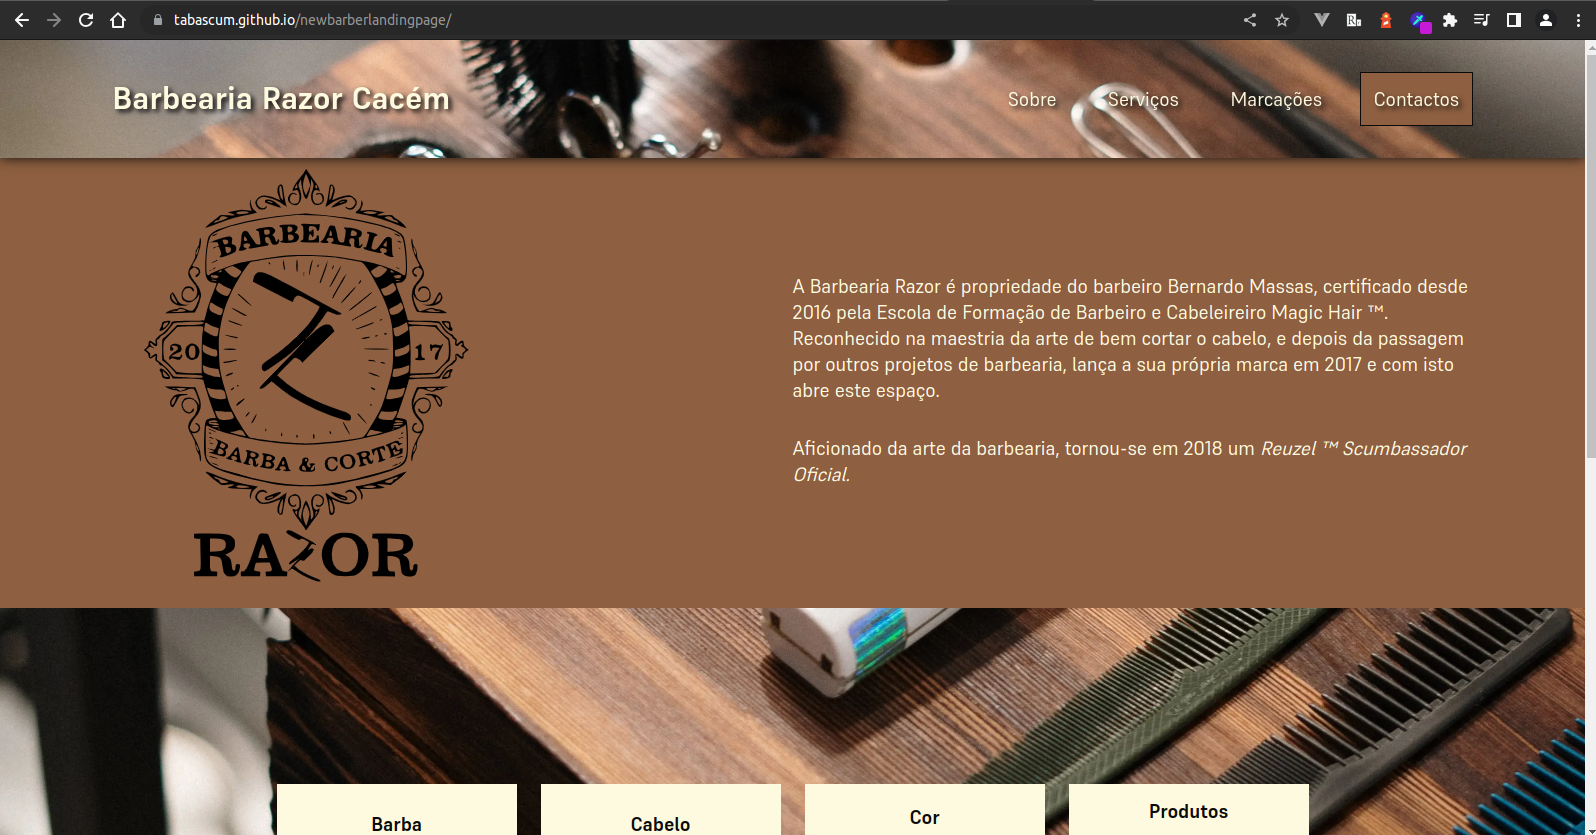 tabascum.github.io/newbarberlandingpage/
Barbearia Razor Cacém
Sobre
Serviços
Marcações
Contactos
BARBEARIA
20 17
BARBA & CORTE
RAZOR
A Barbearia Razor é propriedade do barbeiro Bernardo Massas, certificado desde
2016 pela Escola de Formação de Barbeiro e Cabeleireiro Magic Hair ™.
Reconhecido na maestria da arte de bem cortar o cabelo, e depois da passagem
por outros projetos de barbearia, lança a sua própria marca em 2017 e com isto
abre este espaço.
Aficionado da arte da barbearia, tornou-se em 2018 um Reuzel ™ Scumbassador
Oficial.
Barba
Cabelo
Cor
Produtos